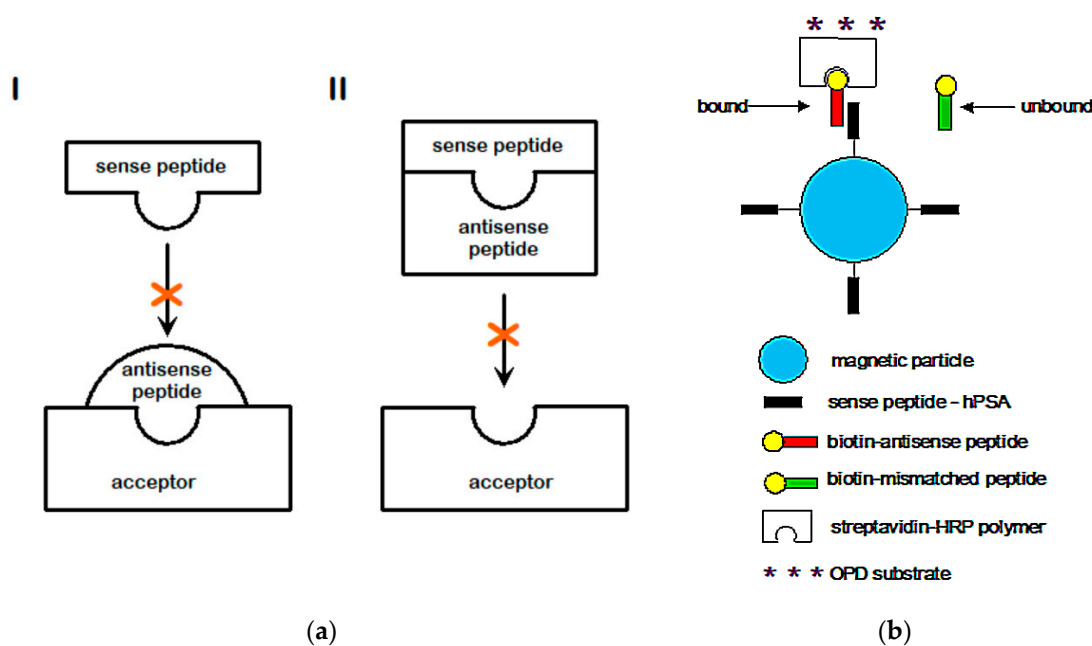 I
II
sense peptide
antisense
peptide
acceptor
sense peptide
antisense
peptide
acceptor
* * *
bound
unbound
magnetic particle
sense peptide - hPSA
biotin-antisense peptide
biotin-mismatched peptide
streptavidin-HRP polymer
* * * OPD substrate
(a)
(b)